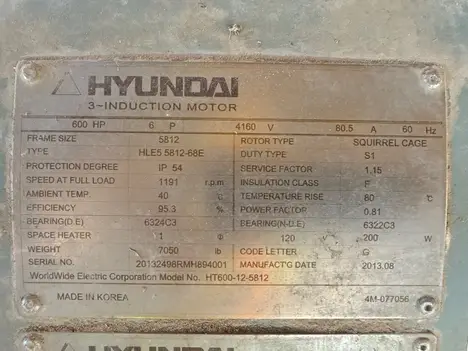 HYUNDAI
3-INDUCTION MOTOR
600 HP 6 P 4160 V 80.5 A 60 Hz
FRAME SIZE 5812 ROTOR TYPE SQUIRREL CAGE
TYPE HLE5 5812-68E DUTY TYPE S1
PROTECTION DEGREE IP 54 SERVICE FACTOR 1.15
SPEED AT FULL LOAD 1191 r.p.m INSULATION CLASS F
AMBIENT TEMP. 40 ℃ TEMPERATURE RISE 80 ℃
EFFICIENCY 95.3 % POWER FACTOR 0.81
BEARING(D.E) 6324C3 BEARING(N-D.E) 6322C3
SPACE HEATER 1 Φ 120 200 W
WEIGHT 7050 lb CODE LETTER G
SERIAL NO. 20132498RMH894001 MANUFACT'G DATE 2013.08
WorldWide Electric Corporation Model No. HT600-12-5812
MADE IN KOREA 4M-077056
HYUNDAI